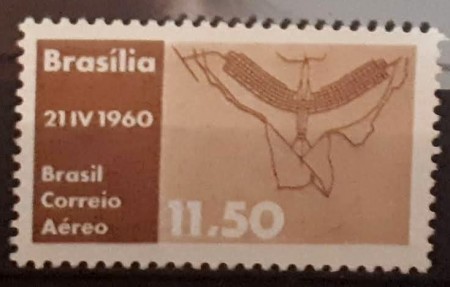 Brasília
21 IV 1960
Brasil
Correio
Aéreo
11.50